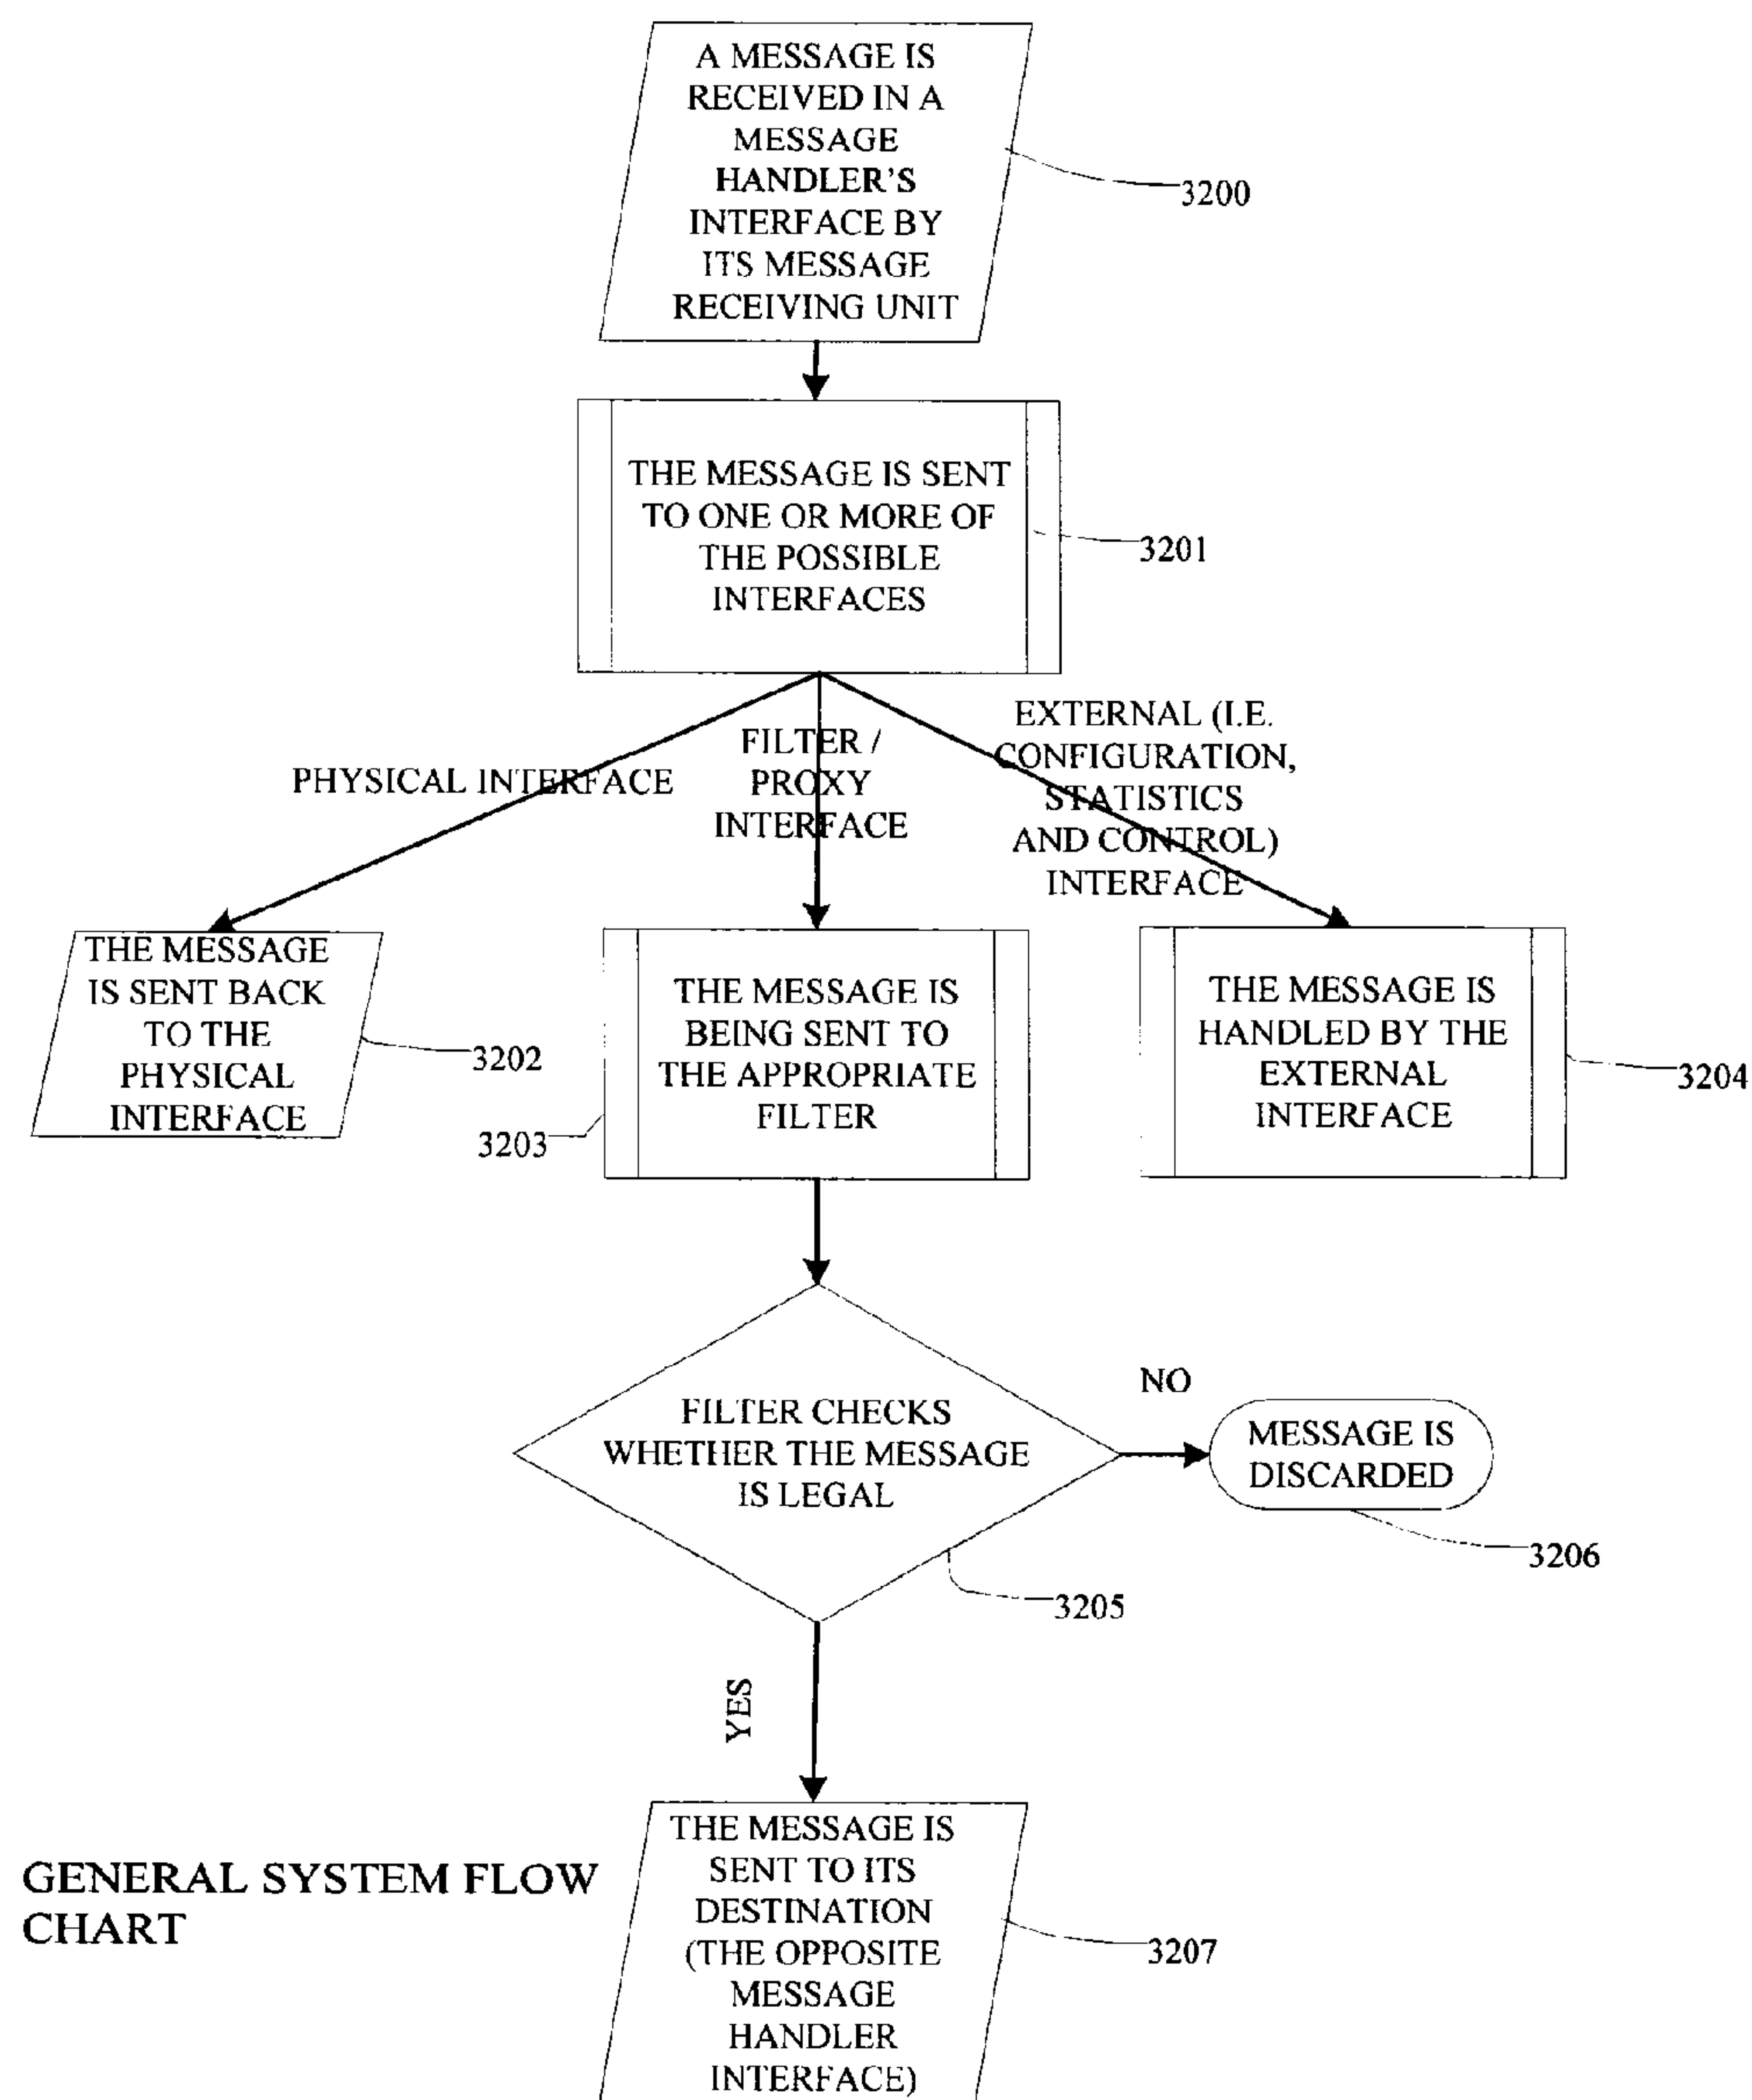 A MESSAGE IS
RECEIVED IN A
MESSAGE
HANDLER'S
INTERFACE BY
ITS MESSAGE
RECEIVING UNIT
3200
THE MESSAGE IS SENT
TO ONE OR MORE OF
THE POSSIBLE
INTERFACES
3201
PHYSICAL INTERFACE
FILTER /
PROXY
INTERFACE
EXTERNAL (I.E.
CONFIGURATION,
STATISTICS
AND CONTROL)
INTERFACE
THE MESSAGE
IS SENT BACK
TO THE
PHYSICAL
INTERFACE
3202
THE MESSAGE IS
BEING SENT TO
THE APPROPRIATE
FILTER
3203
THE MESSAGE IS
HANDLED BY THE
EXTERNAL
INTERFACE
3204
FILTER CHECKS
WHETHER THE MESSAGE
IS LEGAL
3205
NO
MESSAGE IS
DISCARDED
3206
YES
THE MESSAGE IS
SENT TO ITS
DESTINATION
(THE OPPOSITE
MESSAGE
HANDLER
INTERFACE)
3207
GENERAL SYSTEM FLOW
CHART